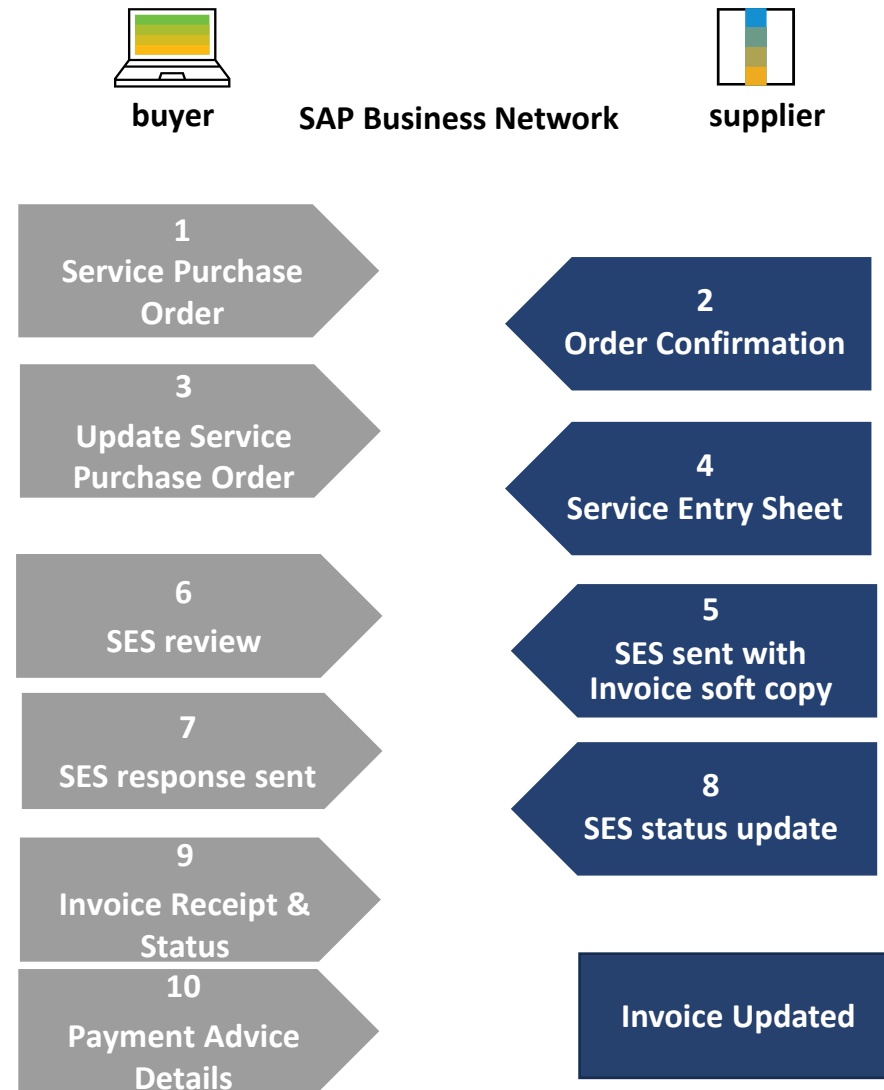 buyer
SAP Business Network
supplier
1
Service Purchase
Order
2
Order Confirmation
3
Update Service
Purchase Order
4
Service Entry Sheet
5
SES sent with
Invoice soft copy
6
SES review
7
SES response sent
8
SES status update
9
Invoice Receipt &
Status
10
Payment Advice
Details
Invoice Updated